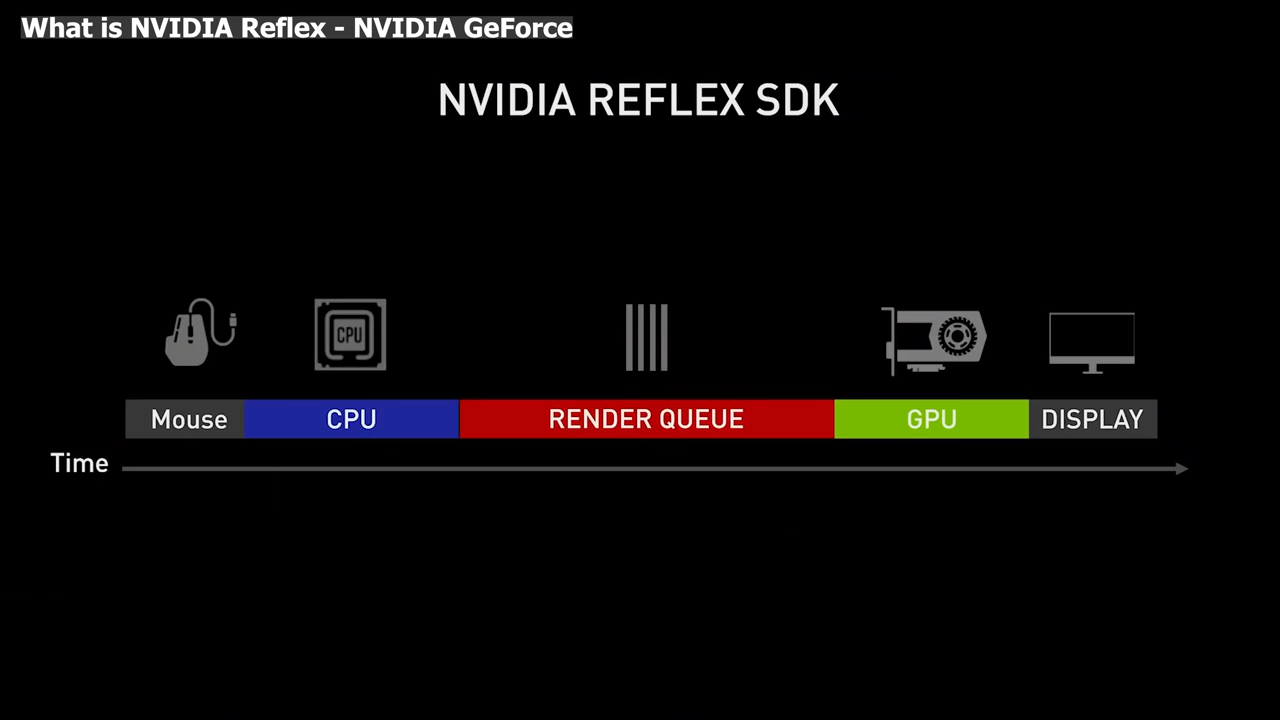 What is NVIDIA Reflex - NVIDIA GeForce
NVIDIA REFLEX SDK
CPU
Mouse CPU RENDER QUEUE GPU DISPLAY
Time